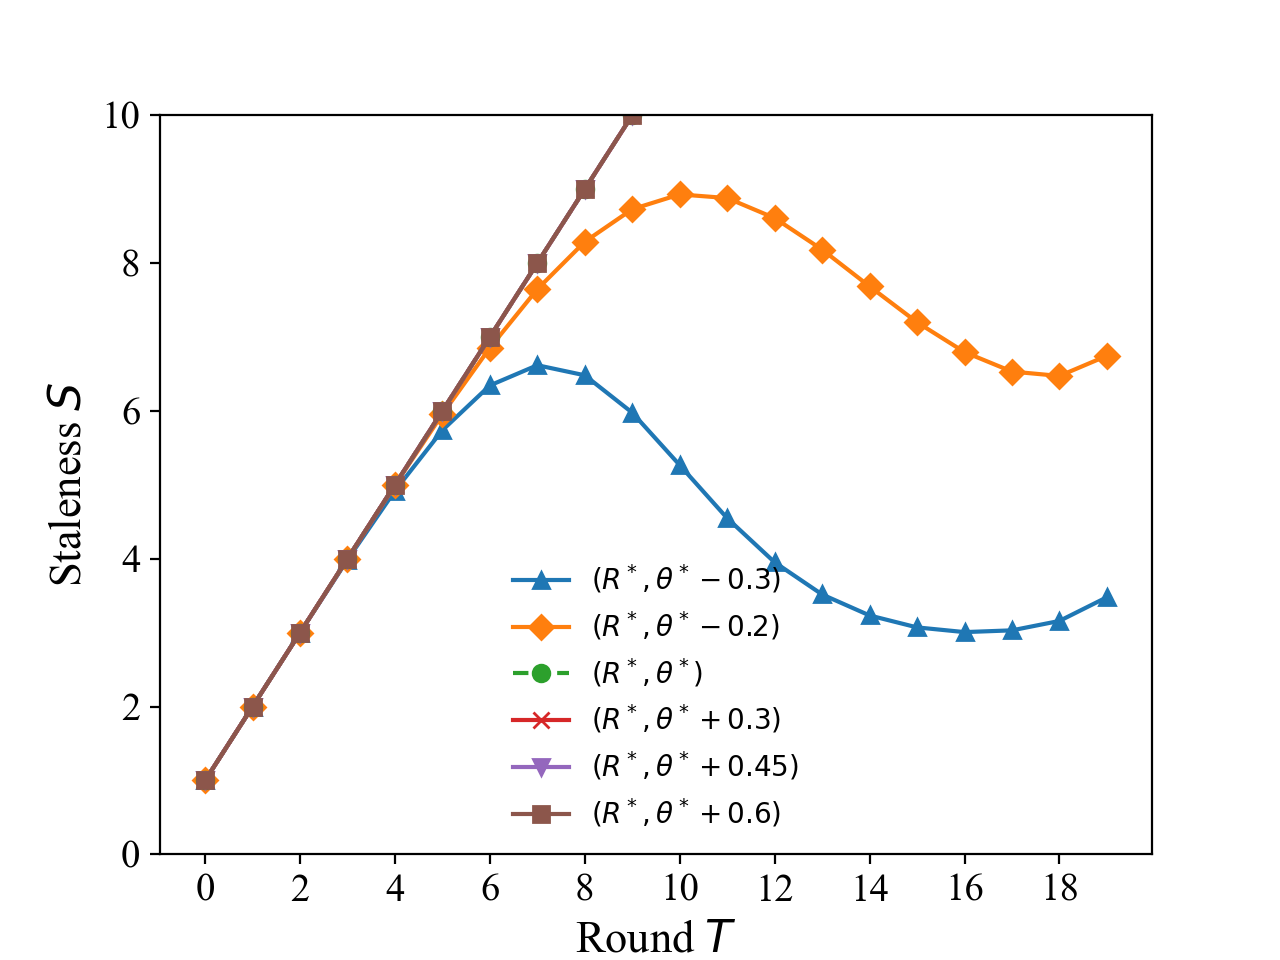 10
8
6
4
2
0
Staleness S
(R*, θ* − 0.3)
(R*, θ* − 0.2)
(R*, θ*)
(R*, θ* + 0.3)
(R*, θ* + 0.45)
(R*, θ* + 0.6)
0 2 4 6 8 10 12 14 16 18
Round T